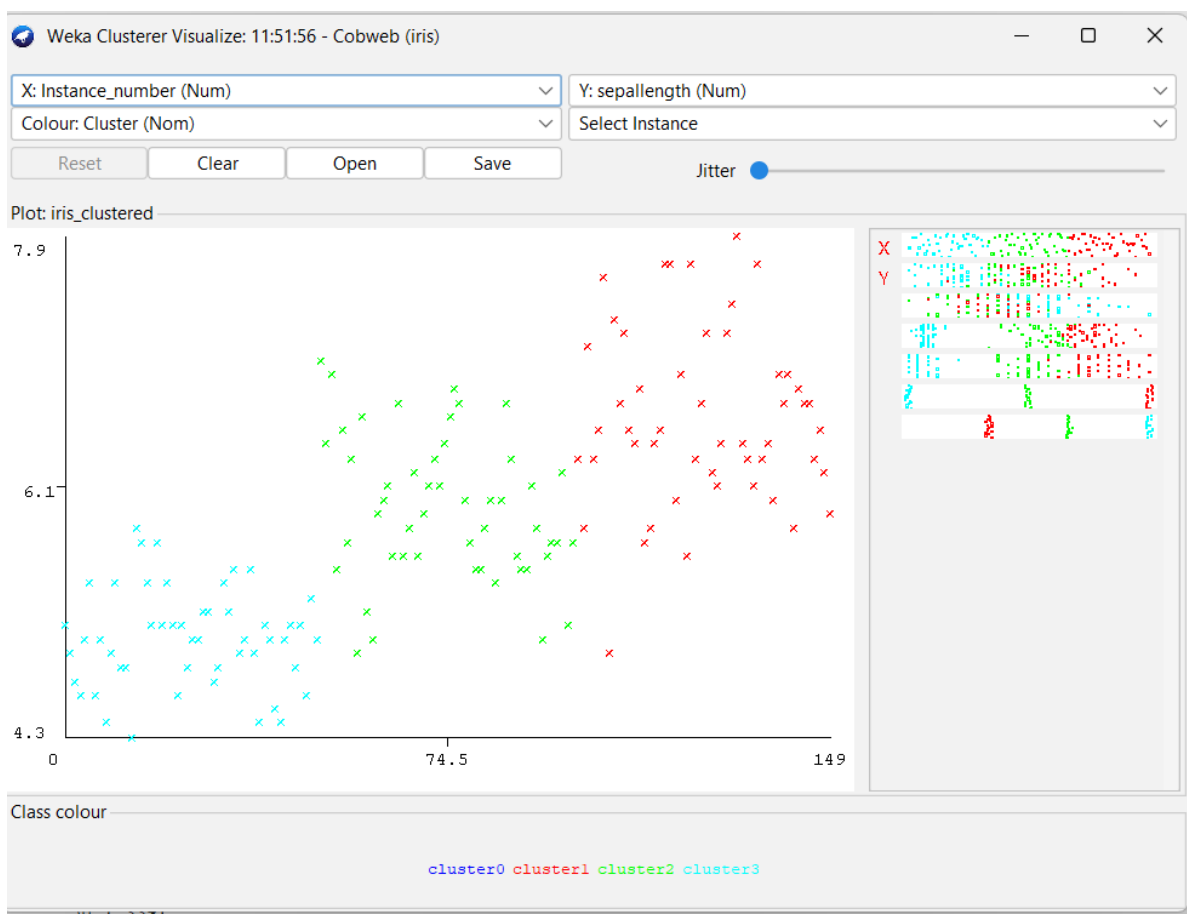 Weka Clusterer Visualize: 11:51:56 - Cobweb (iris)
X: Instance_number (Num) Y: sepallength (Num)
Colour: Cluster (Nom) Select Instance
Reset Clear Open Save Jitter
Plot: iris_clustered
7.9
6.1
4.3
0 74.5 149
X
Y
Class colour
cluster0 cluster1 cluster2 cluster3